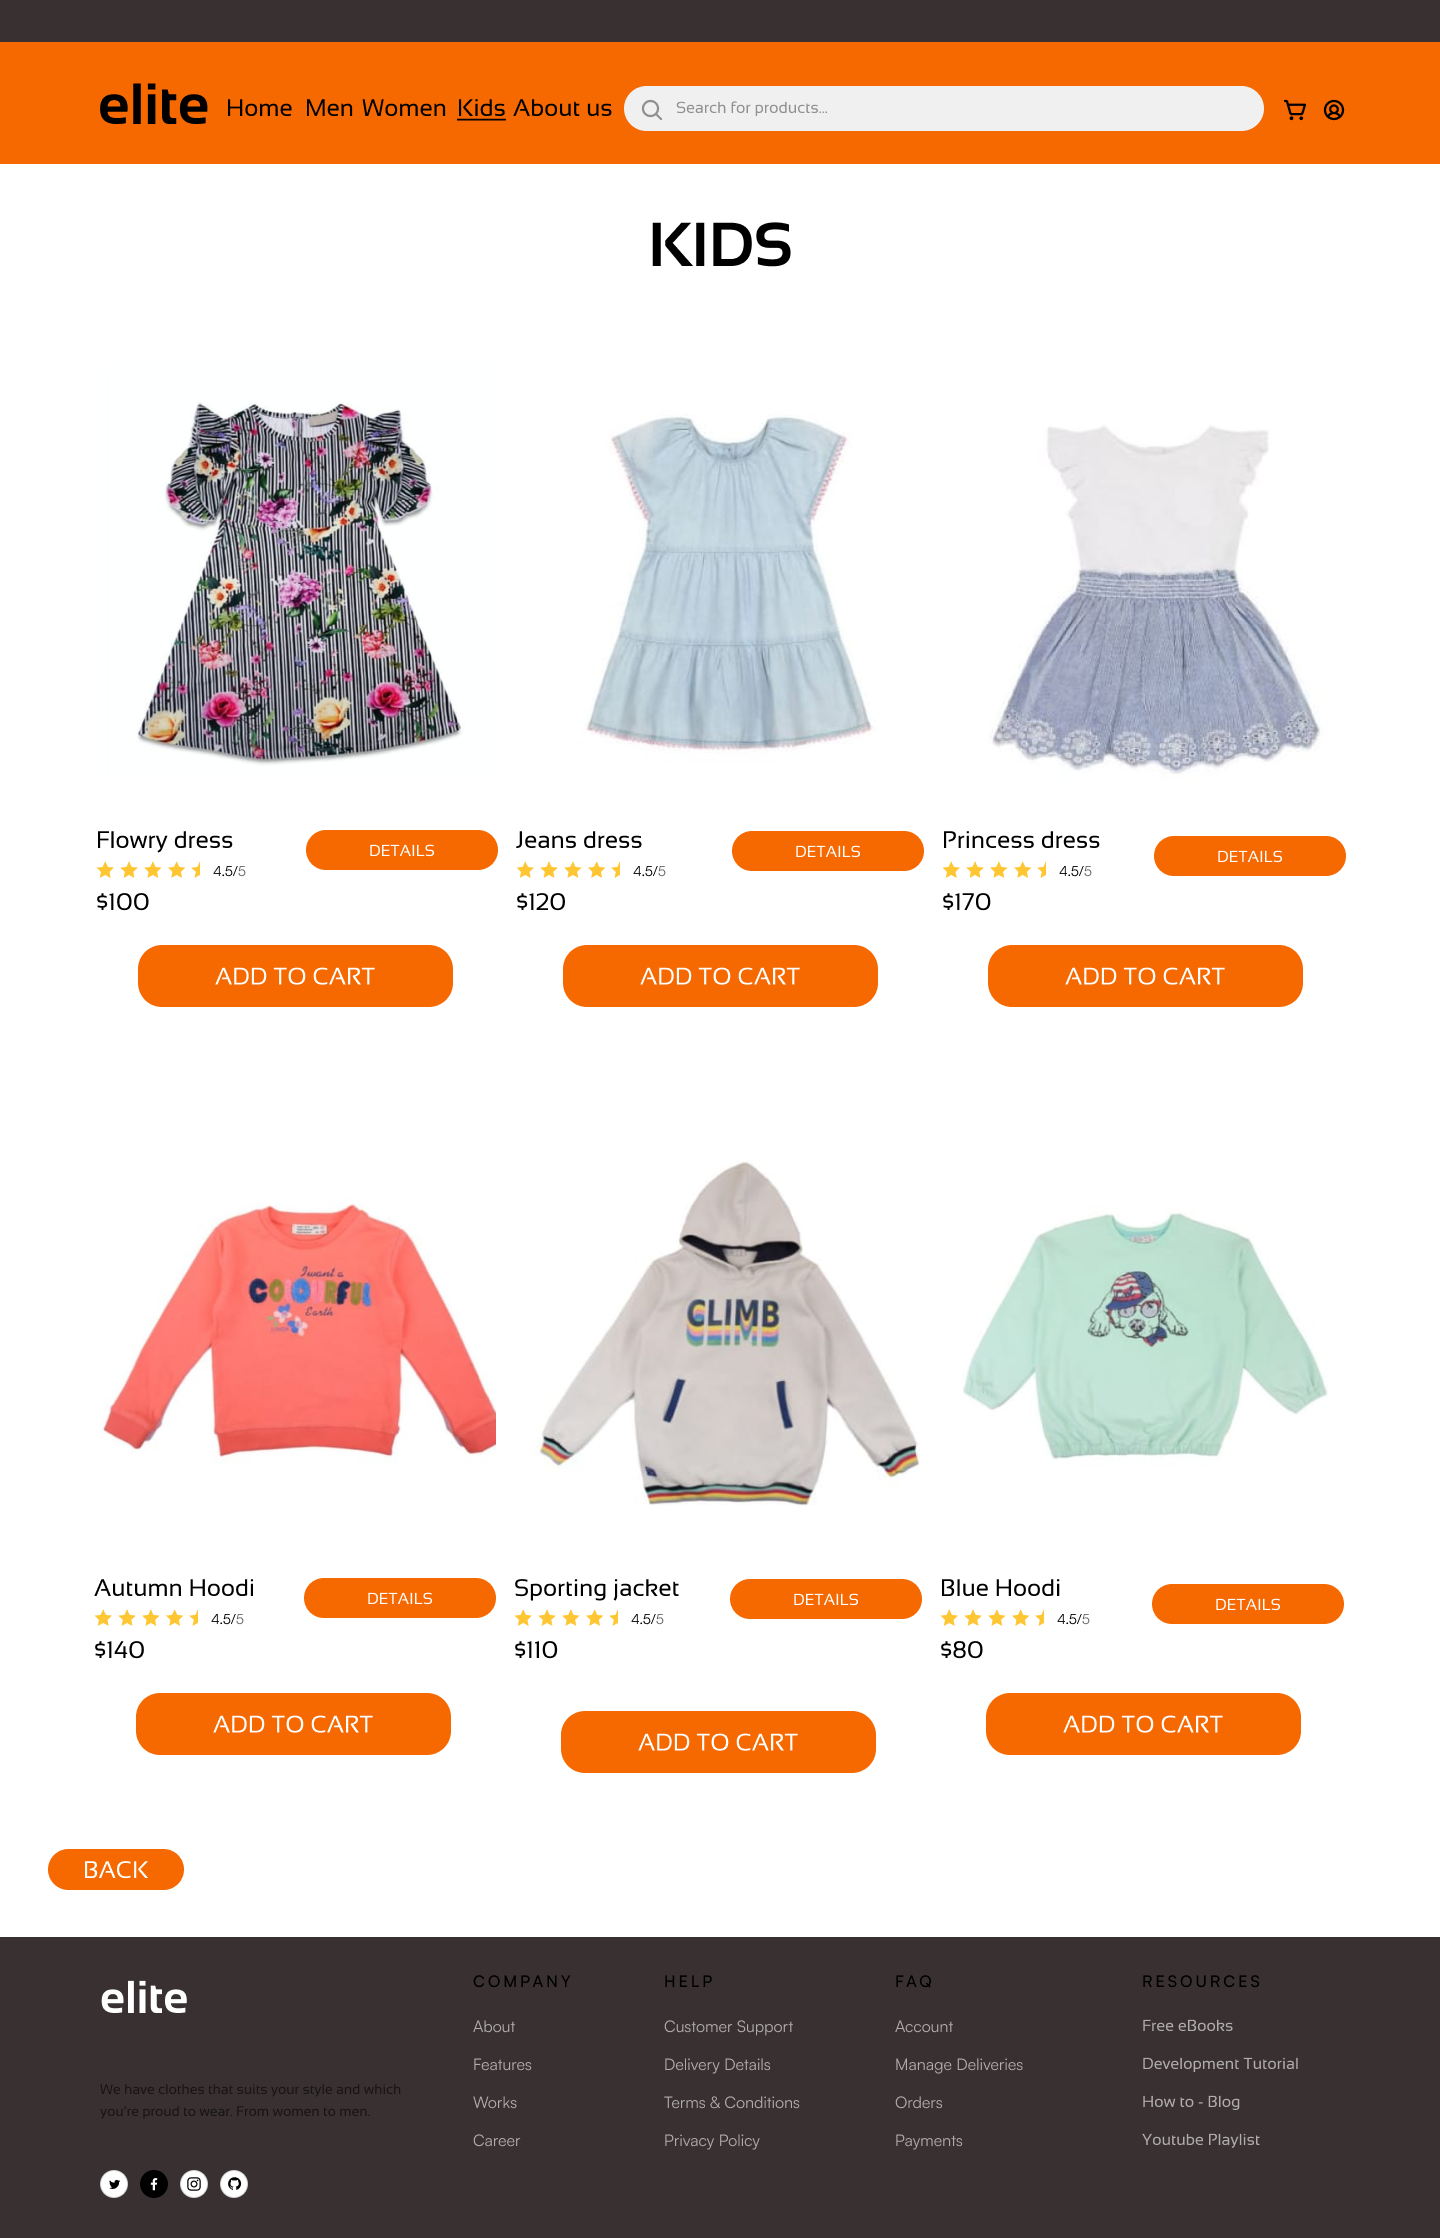 elite Home Men Women Kids About us Search for products...
KIDS
I want a
COLOURFUL
Earth
CLIMB
CLIMB
Flowry dress
DETAILS
4.5/5
$100
ADD TO CART
Jeans dress
DETAILS
4.5/5
$120
ADD TO CART
Princess dress
DETAILS
4.5/5
$170
ADD TO CART
Autumn Hoodi
DETAILS
4.5/5
$140
ADD TO CART
Sporting jacket
DETAILS
4.5/5
$110
ADD TO CART
Blue Hoodi
DETAILS
4.5/5
$80
ADD TO CART
BACK
elite
We have clothes that suits your style and which
you're proud to wear. From women to men.
COMPANY
About
Features
Works
Career
HELP
Customer Support
Delivery Details
Terms & Conditions
Privacy Policy
FAQ
Account
Manage Deliveries
Orders
Payments
RESOURCES
Free eBooks
Development Tutorial
How to - Blog
Youtube Playlist